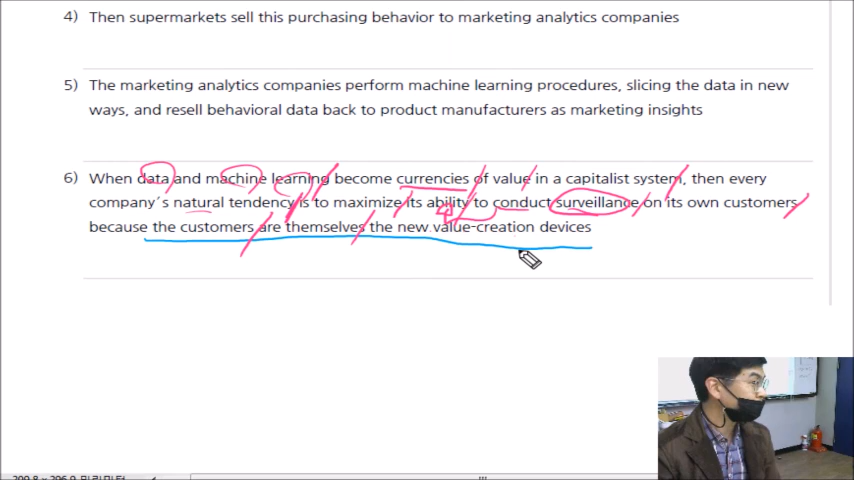 4) Then supermarkets sell this purchasing behavior to marketing analytics companies
5) The marketing analytics companies perform machine learning procedures, slicing the data in new
ways, and resell behavioral data back to product manufacturers as marketing insights
6) When data and machine learning become currencies of value in a capitalist system, then every
company's natural tendency is to maximize its ability to conduct surveillance on its own customers
because the customers are themselves the new value-creation devices